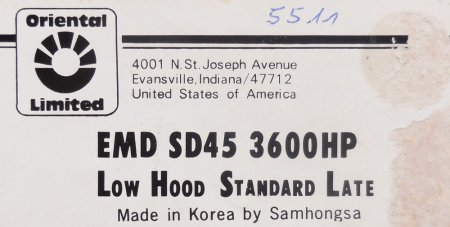 Oriental
Limited
5511
4001 N. St. Joseph Avenue
Evansville, Indiana/47712
United States of America
EMD SD45 3600HP
LOW HOOD STANDARD LATE
Made in Korea by Samhongsa